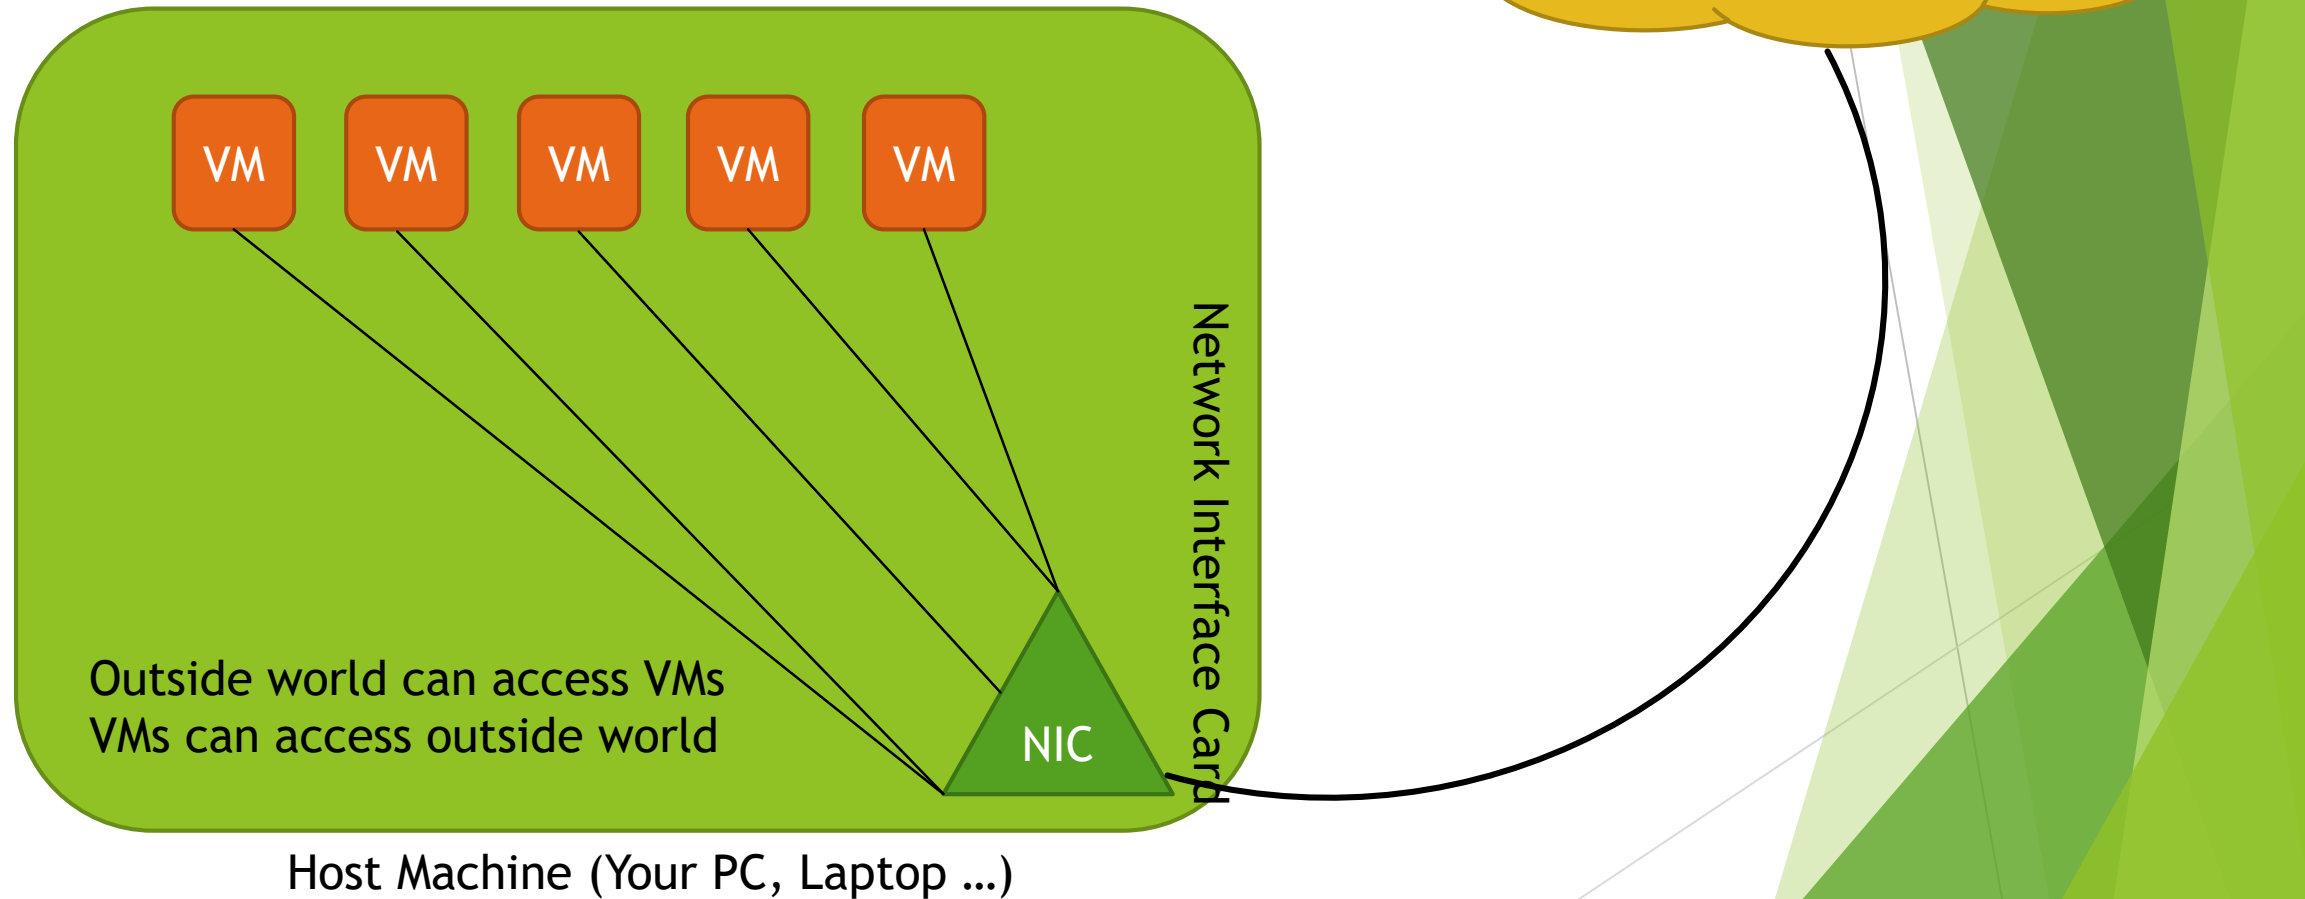 VM
VM
VM
VM
VM
Network Interface Card
Outside world can access VMs
VMs can access outside world
NIC
Host Machine (Your PC, Laptop …)